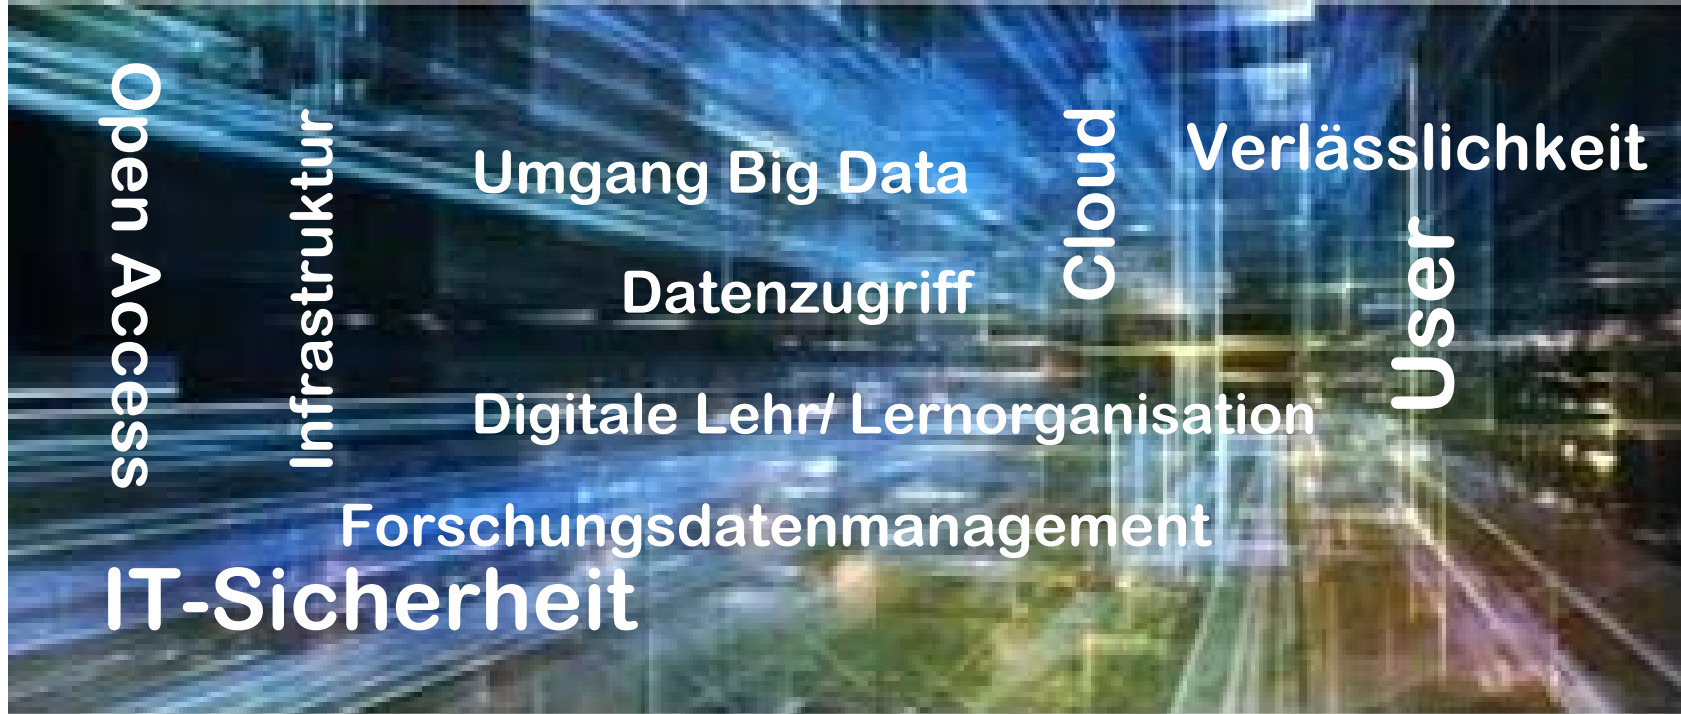 Open Access
Infrastruktur
Umgang Big Data
Cloud
Verlässlichkeit
Datenzugriff
User
Digitale Lehr/ Lernorganisation
Forschungsdatenmanagement
IT-Sicherheit